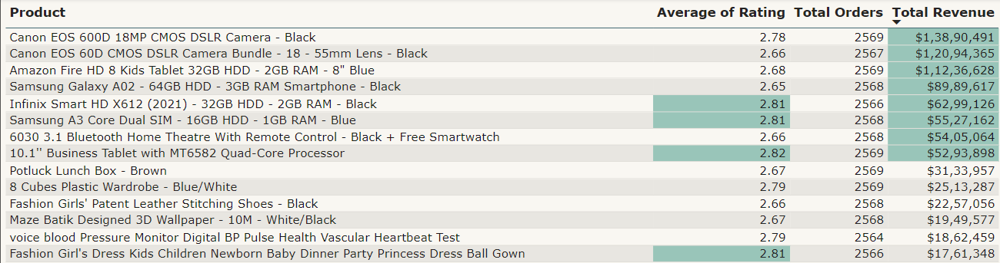 Product Average of Rating Total Orders Total Revenue
Canon EOS 600D 18MP CMOS DSLR Camera - Black 2.78 2569 $1,38,90,491
Canon EOS 60D CMOS DSLR Camera Bundle - 18 - 55mm Lens - Black 2.66 2567 $1,20,94,365
Amazon Fire HD 8 Kids Tablet 32GB HDD - 2GB RAM - 8" Blue 2.68 2569 $1,12,36,628
Samsung Galaxy A02 - 64GB HDD - 3GB RAM Smartphone - Black 2.65 2568 $89,89,617
Infinix Smart HD X612 (2021) - 32GB HDD - 2GB RAM - Black 2.81 2566 $62,99,126
Samsung A3 Core Dual SIM - 16GB HDD - 1GB RAM - Blue 2.81 2568 $55,27,162
6030 3.1 Bluetooth Home Theatre With Remote Control - Black + Free Smartwatch 2.66 2568 $54,05,064
10.1'' Business Tablet with MT6582 Quad-Core Processor 2.82 2569 $52,93,898
Potluck Lunch Box - Brown 2.67 2569 $31,33,957
8 Cubes Plastic Wardrobe - Blue/White 2.79 2569 $25,13,287
Fashion Girls' Patent Leather Stitching Shoes - Black 2.66 2568 $22,57,056
Maze Batik Designed 3D Wallpaper - 10M - White/Black 2.67 2568 $19,49,577
voice blood Pressure Monitor Digital BP Pulse Health Vascular Heartbeat Test 2.79 2564 $18,62,459
Fashion Girl's Dress Kids Children Newborn Baby Dinner Party Princess Dress Ball Gown 2.81 2566 $17,61,348